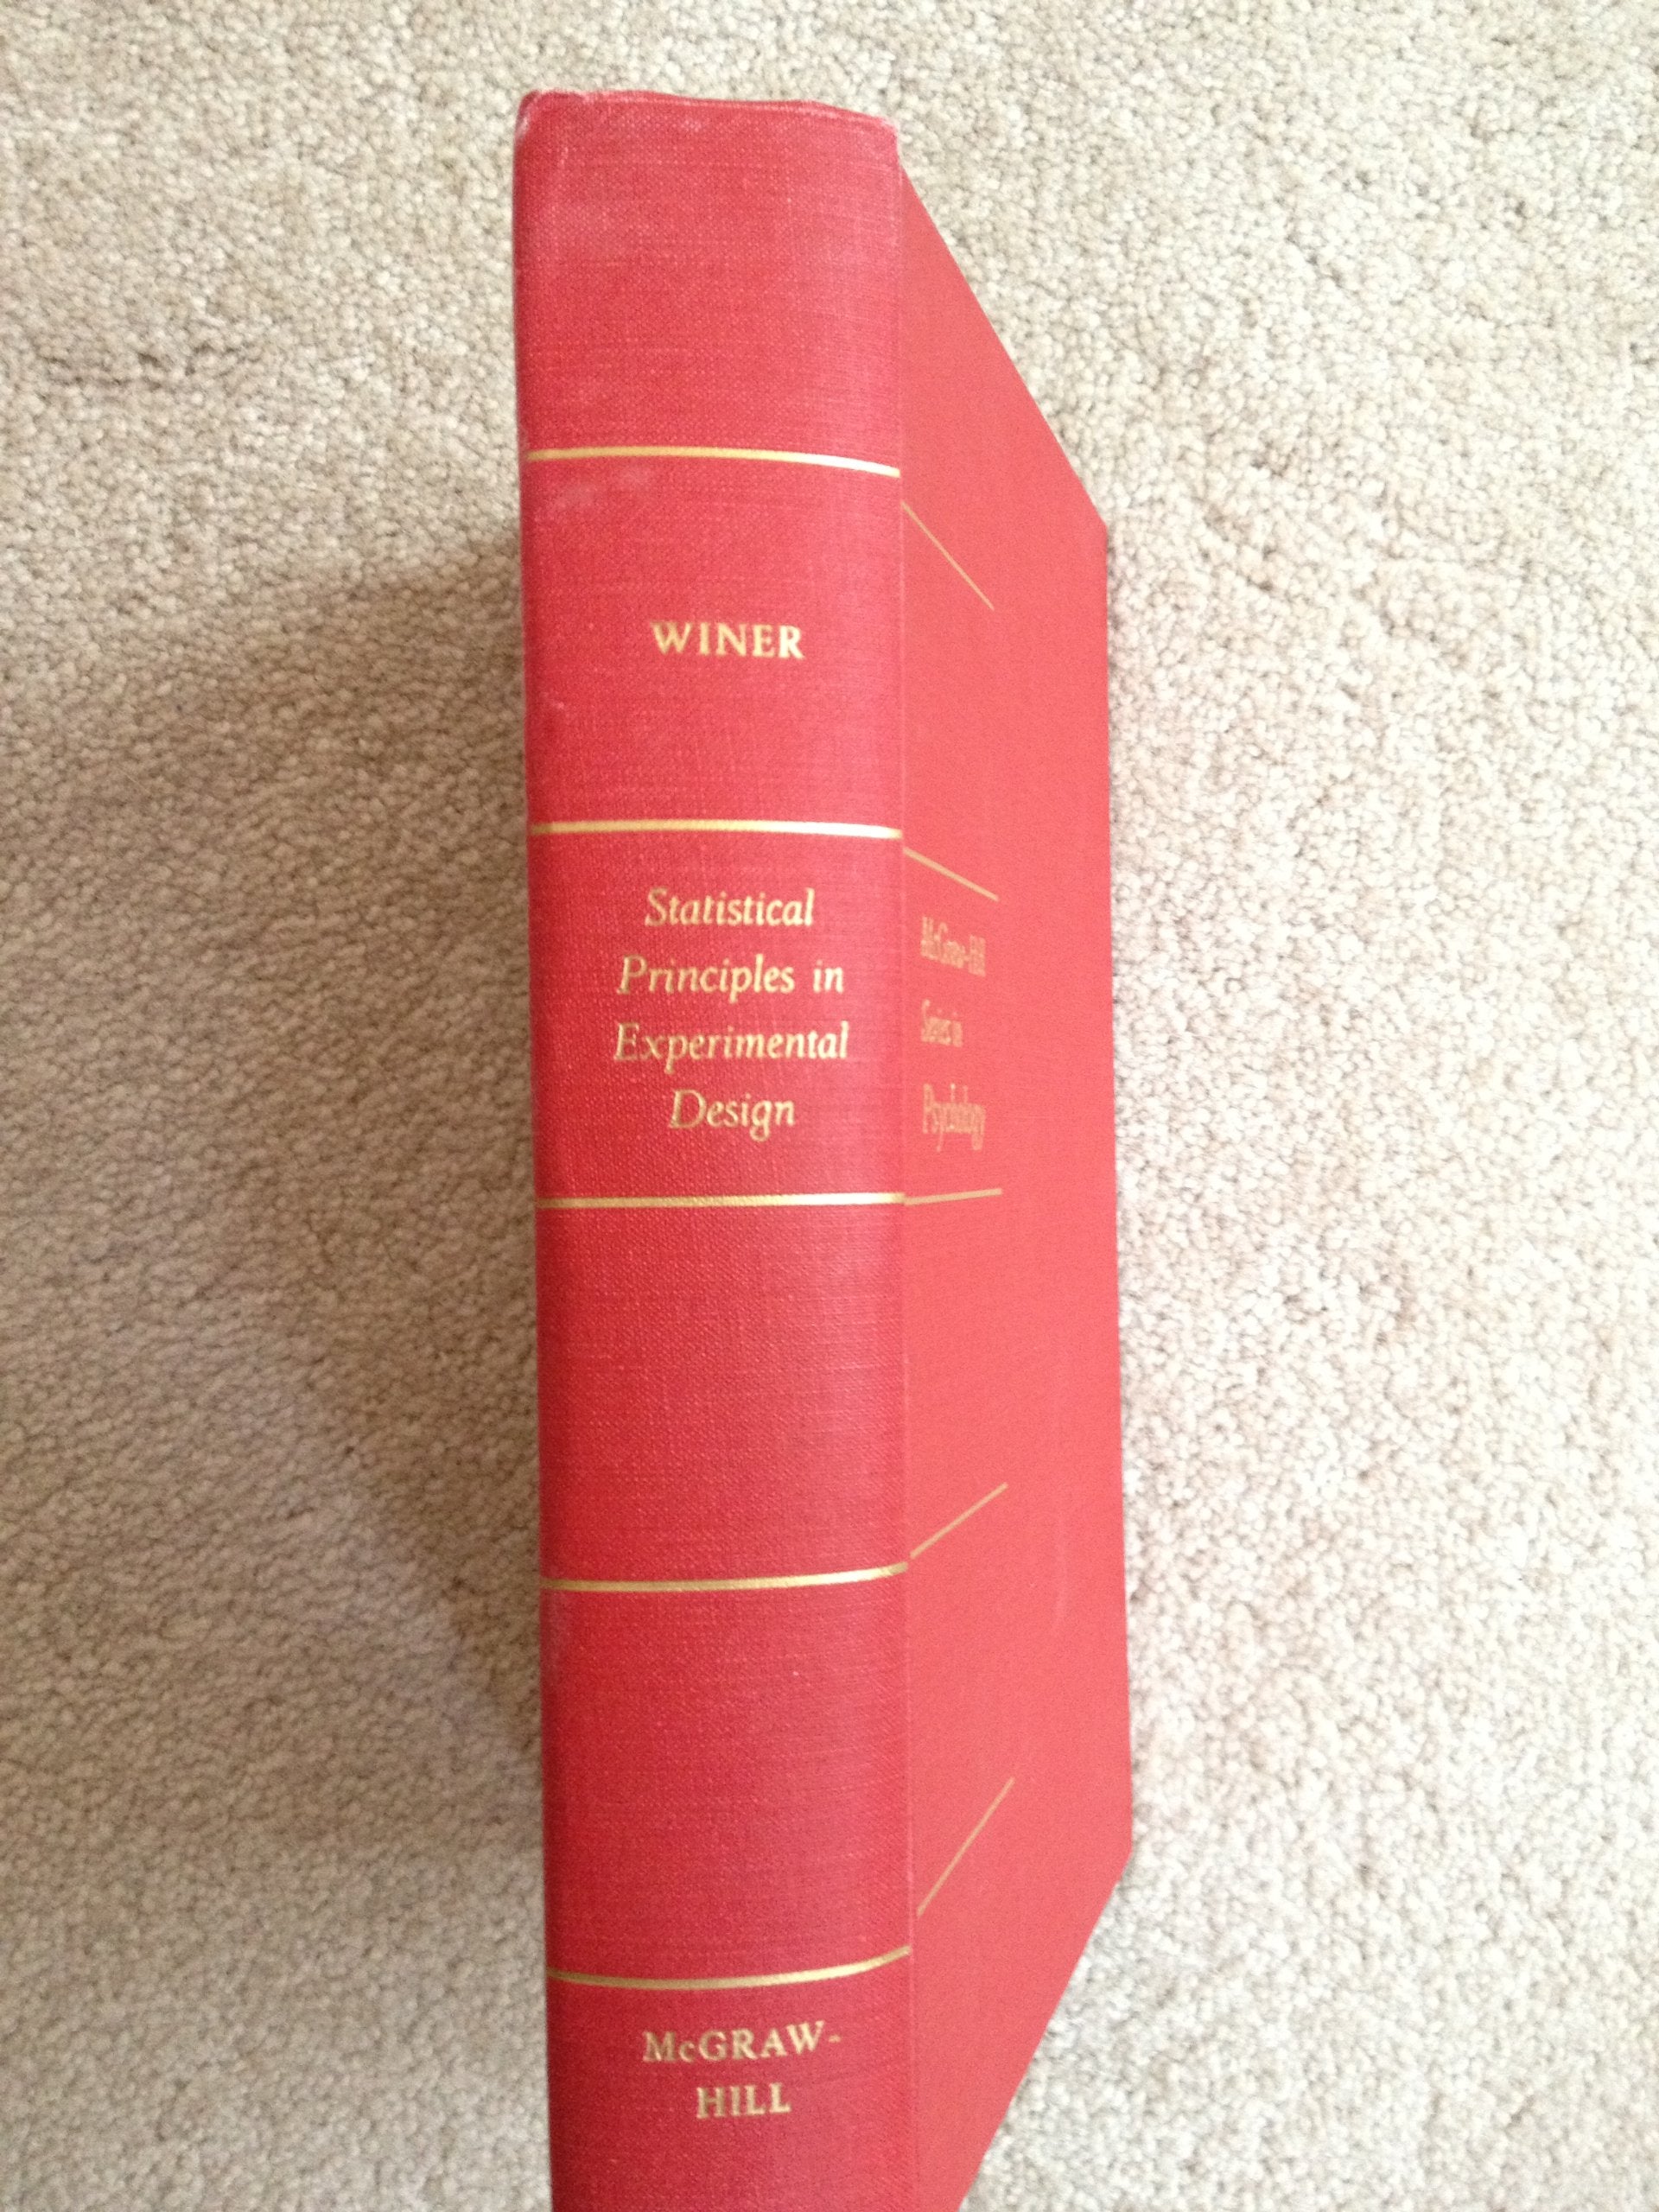 WINER
Statistical
Principles in
Experimental
Design
McGRAW-
HILL
McGraw-Hill
Series in
Psychology